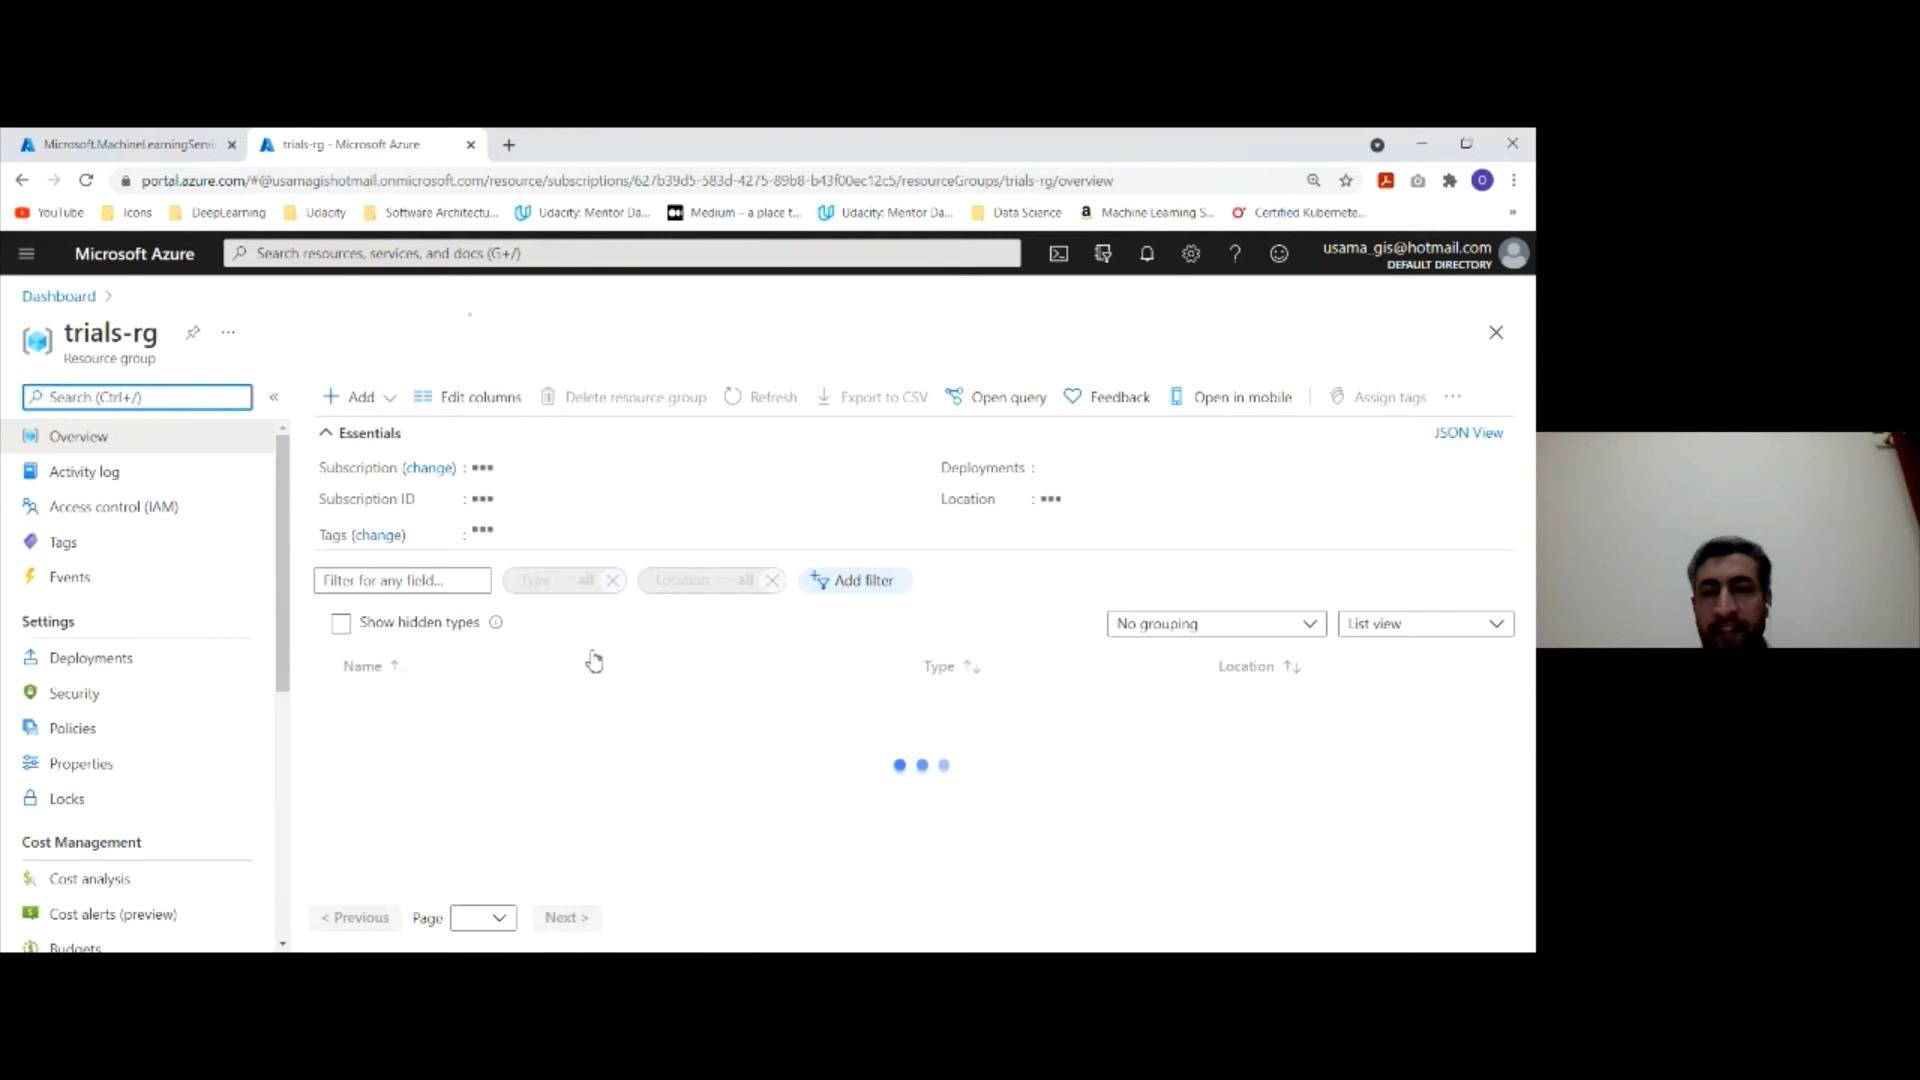 Microsoft.MachineLearningServi
trials-rg - Microsoft Azure
portal.azure.com/#@usamagishotmail.onmicrosoft.com/resource/subscriptions/627b39d5-583d-4275-89b8-b43f00ec12c5/resourceGroups/trials-rg/overview
O
YouTube Icons DeepLearning Udacity Software Architectu... Udacity: Mentor Da... Medium – a place t... Udacity: Mentor Da... Data Science Machine Learning S... Certified Kubernete...
Microsoft Azure
Search resources, services, and docs (G+/)
usama_gis@hotmail.com
DEFAULT DIRECTORY
Dashboard
trials-rg
Resource group
Search (Ctrl+/)
Add Edit columns Delete resource group Refresh Export to CSV Open query Feedback Open in mobile Assign tags
Overview
Activity log
Access control (IAM)
Tags
Events
Settings
Deployments
Security
Policies
Properties
Locks
Cost Management
Cost analysis
Cost alerts (preview)
Budgets
Essentials
JSON View
Subscription (change) :
Deployments :
Subscription ID :
Location :
Tags (change) :
Filter for any field...
Type == all
Location == all
Add filter
Show hidden types
No grouping
List view
Name Type Location
< Previous Page Next >